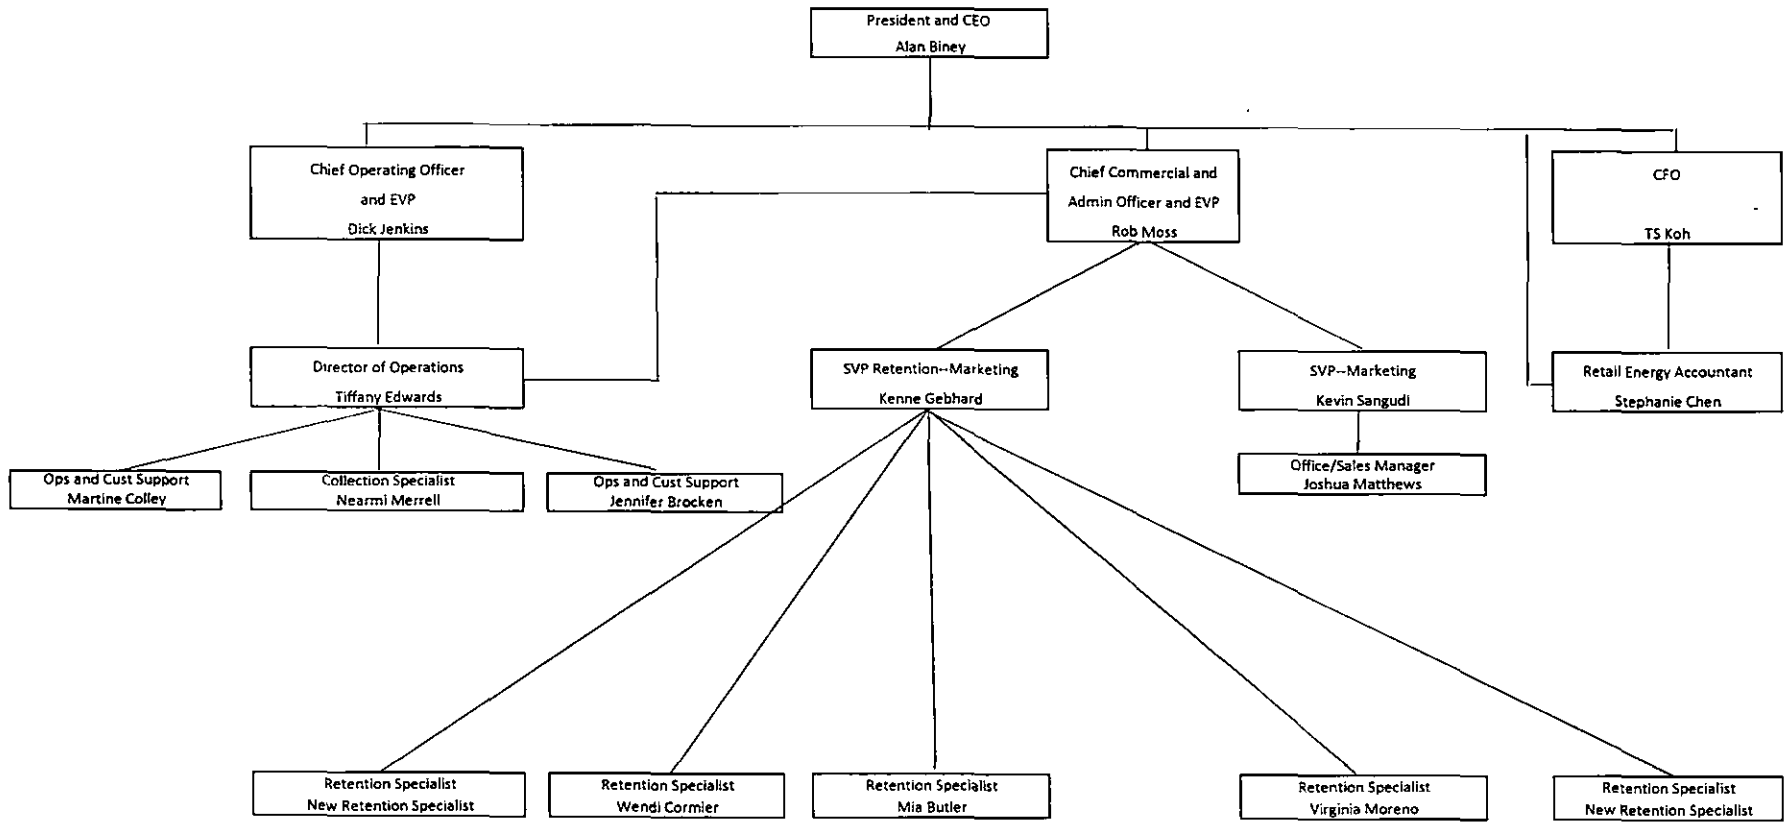 President and CEO
Alan Biney
Chief Operating Officer
and EVP
Dick Jenkins
Chief Commercial and
Admin Officer and EVP
Rob Moss
CFO
TS Koh
Director of Operations
Tiffany Edwards
SVP Retention--Marketing
Kenne Gebhard
SVP--Marketing
Kevin Sangudi
Retail Energy Accountant
Stephanie Chen
Ops and Cust Support
Martine Colley
Collection Specialist
Nearmi Merrell
Ops and Cust Support
Jennifer Brocken
Office/Sales Manager
Joshua Matthews
Retention Specialist
New Retention Specialist
Retention Specialist
Wendi Cormier
Retention Specialist
Mia Butler
Retention Specialist
Virginia Moreno
Retention Specialist
New Retention Specialist